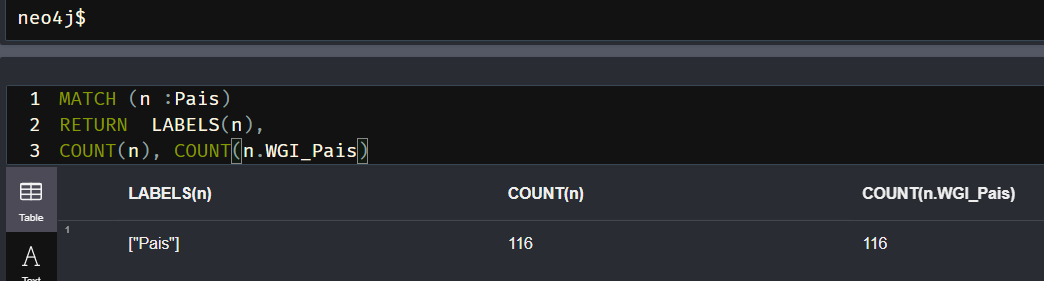 neo4j$
1 MATCH (n :Pais)
2 RETURN  LABELS(n),
3 COUNT(n), COUNT(n.WGI_Pais)
Table
LABELS(n) COUNT(n) COUNT(n.WGI_Pais)
1 ["Pais"] 116 116
A
Text